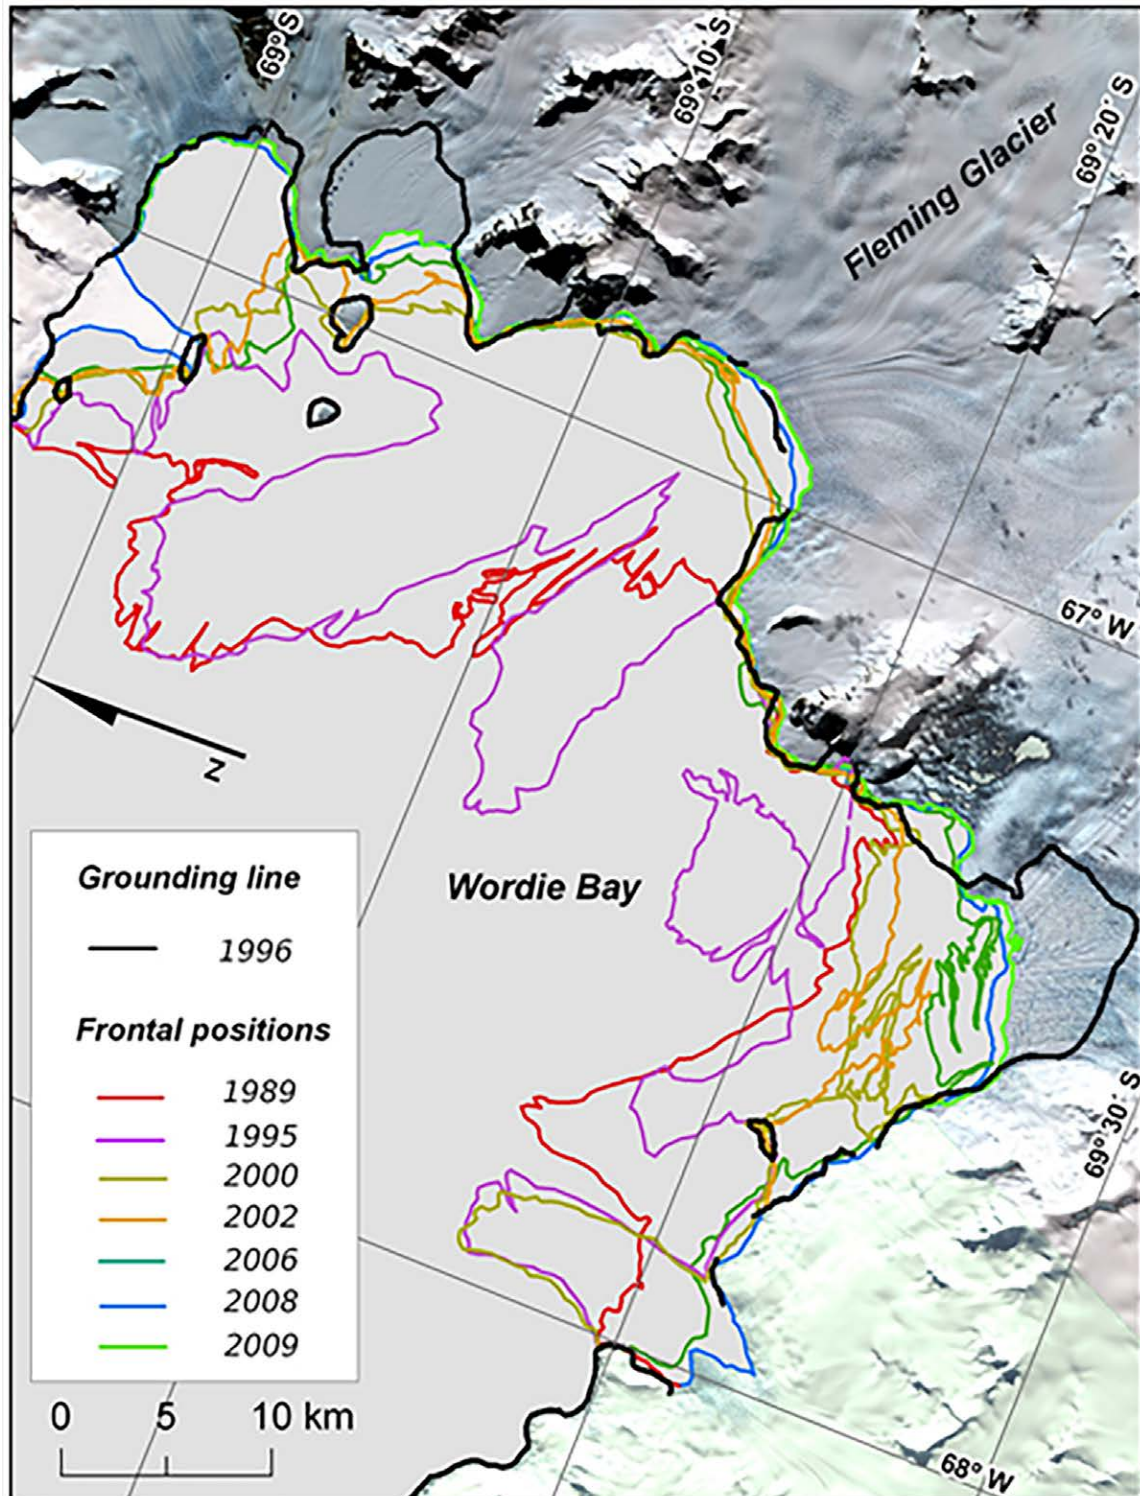 69° S
69° 10' S
69° 20' S
Fleming Glacier
67° W
N
Wordie Bay
Grounding line
1996
Frontal positions
1989
1995
2000
2002
2006
2008
2009
69° 30' S
0 5 10 km
68° W